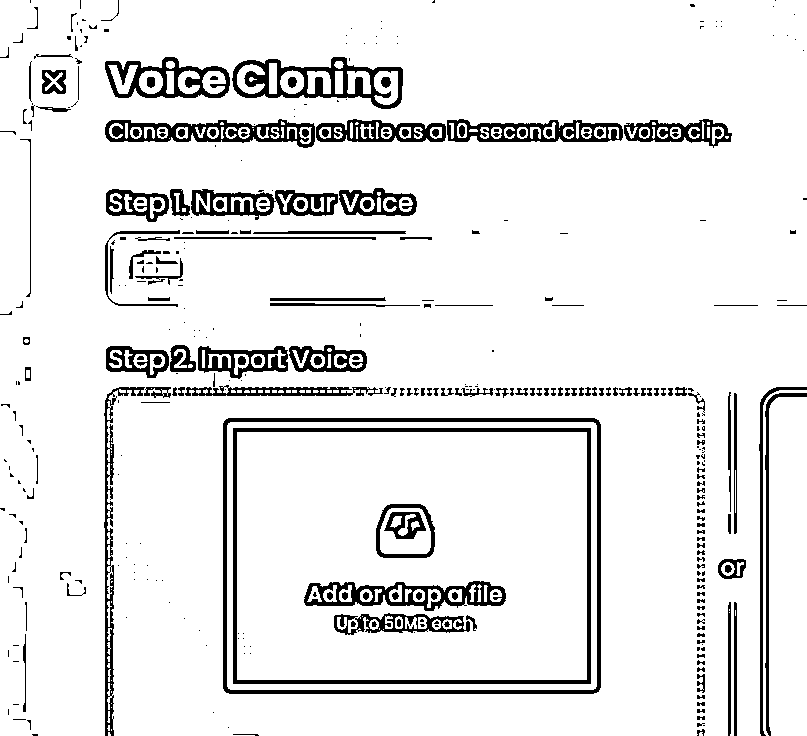 Voice Cloning
Clone a voice using as little as a 10-second clean voice clip.
Step 1. Name Your Voice
Step 2. Import Voice
Add or drop a file
Up to 50MB each
or